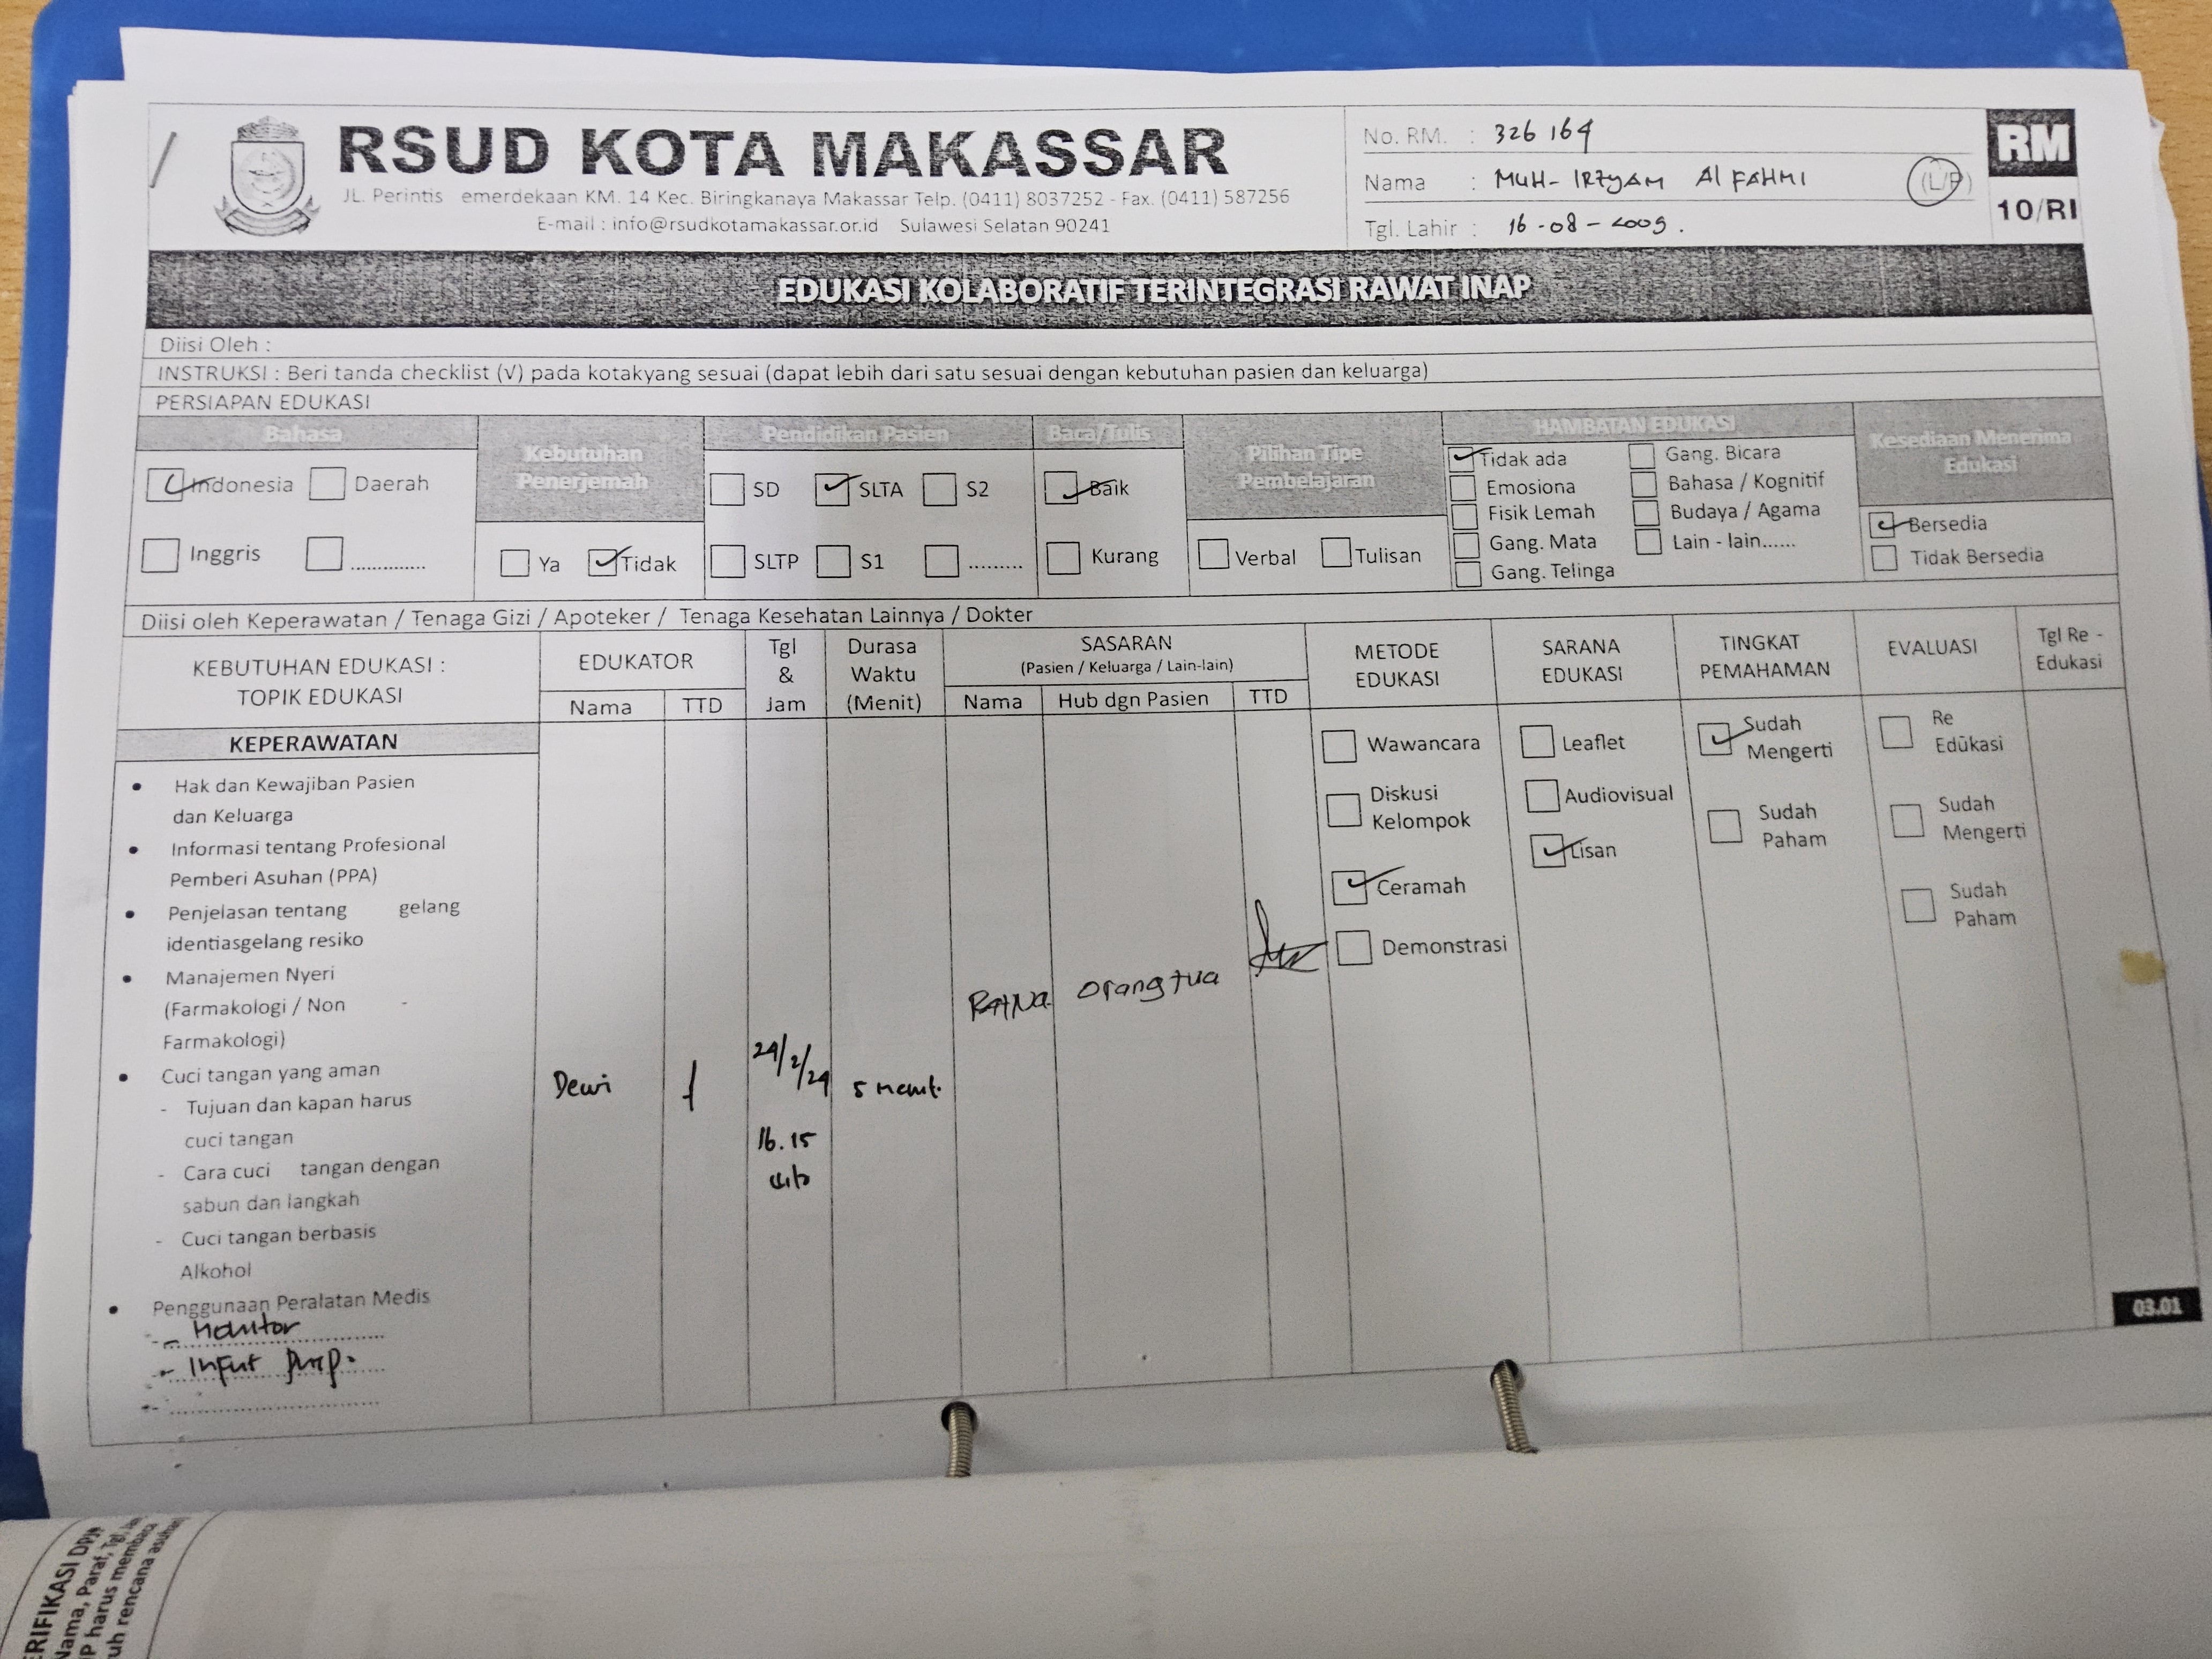 RSUD KOTA MAKASSAR
JL. Perintis emerdekaan KM. 14 Kec. Biringkanaya Makassar Telp. (0411) 8037252 - Fax. (0411) 587256
E-mail : info@rsudkotamakassar.or.id Sulawesi Selatan 90241
No. RM. : 326 164
Nama : MUH- IRZYAM Al FAHMI (L/P)
Tgl. Lahir : 16-08-2009.
RM
10/RI
EDUKASI KOLABORATIF TERINTEGRASI RAWAT INAP
Diisi Oleh :
INSTRUKSI : Beri tanda checklist (√) pada kotakyang sesuai (dapat lebih dari satu sesuai dengan kebutuhan pasien dan keluarga)
PERSIAPAN EDUKASI
Bahasa
Indonesia Daerah
Inggris ..............
Kebutuhan
Penerjemah
Ya Tidak
Pendidikan Pasien
SD SLTA S2
SLTP S1 .........
Baca/Tulis
Baik
Kurang
Pilihan Tipe
Pembelajaran
Verbal Tulisan
HAMBATAN EDUKASI
Tidak ada Gang. Bicara
Emosiona Bahasa / Kognitif
Fisik Lemah Budaya / Agama
Gang. Mata Lain - lain......
Gang. Telinga
Kesediaan Menerima
Edukasi
Bersedia
Tidak Bersedia
Diisi oleh Keperawatan / Tenaga Gizi / Apoteker / Tenaga Kesehatan Lainnya / Dokter
KEBUTUHAN EDUKASI :
TOPIK EDUKASI
EDUKATOR
Nama TTD
Tgl
&
Jam
Durasa
Waktu
(Menit)
SASARAN
(Pasien / Keluarga / Lain-lain)
Nama Hub dgn Pasien TTD
METODE
EDUKASI
SARANA
EDUKASI
TINGKAT
PEMAHAMAN
EVALUASI
Tgl Re -
Edukasi
KEPERAWATAN
• Hak dan Kewajiban Pasien
dan Keluarga
• Informasi tentang Profesional
Pemberi Asuhan (PPA)
• Penjelasan tentang gelang
identiasgelang resiko
• Manajemen Nyeri
(Farmakologi / Non -
Farmakologi)
• Cuci tangan yang aman
- Tujuan dan kapan harus
cuci tangan
- Cara cuci tangan dengan
sabun dan langkah
- Cuci tangan berbasis
Alkohol
• Penggunaan Peralatan Medis
- Monitor
- Infut pump.
Dewi
24/2/24
16.15
5 menit.
RATNA
Orang tua
Wawancara
Diskusi
Kelompok
Ceramah
Demonstrasi
Leaflet
Audiovisual
Lisan
Sudah
Mengerti
Sudah
Paham
Re
Edukasi
Sudah
Mengerti
Sudah
Paham
03.01
ERIFIKASI DPJP
Nama, Paraf, Tgl,
JP harus membaca
uh rencana asuhan